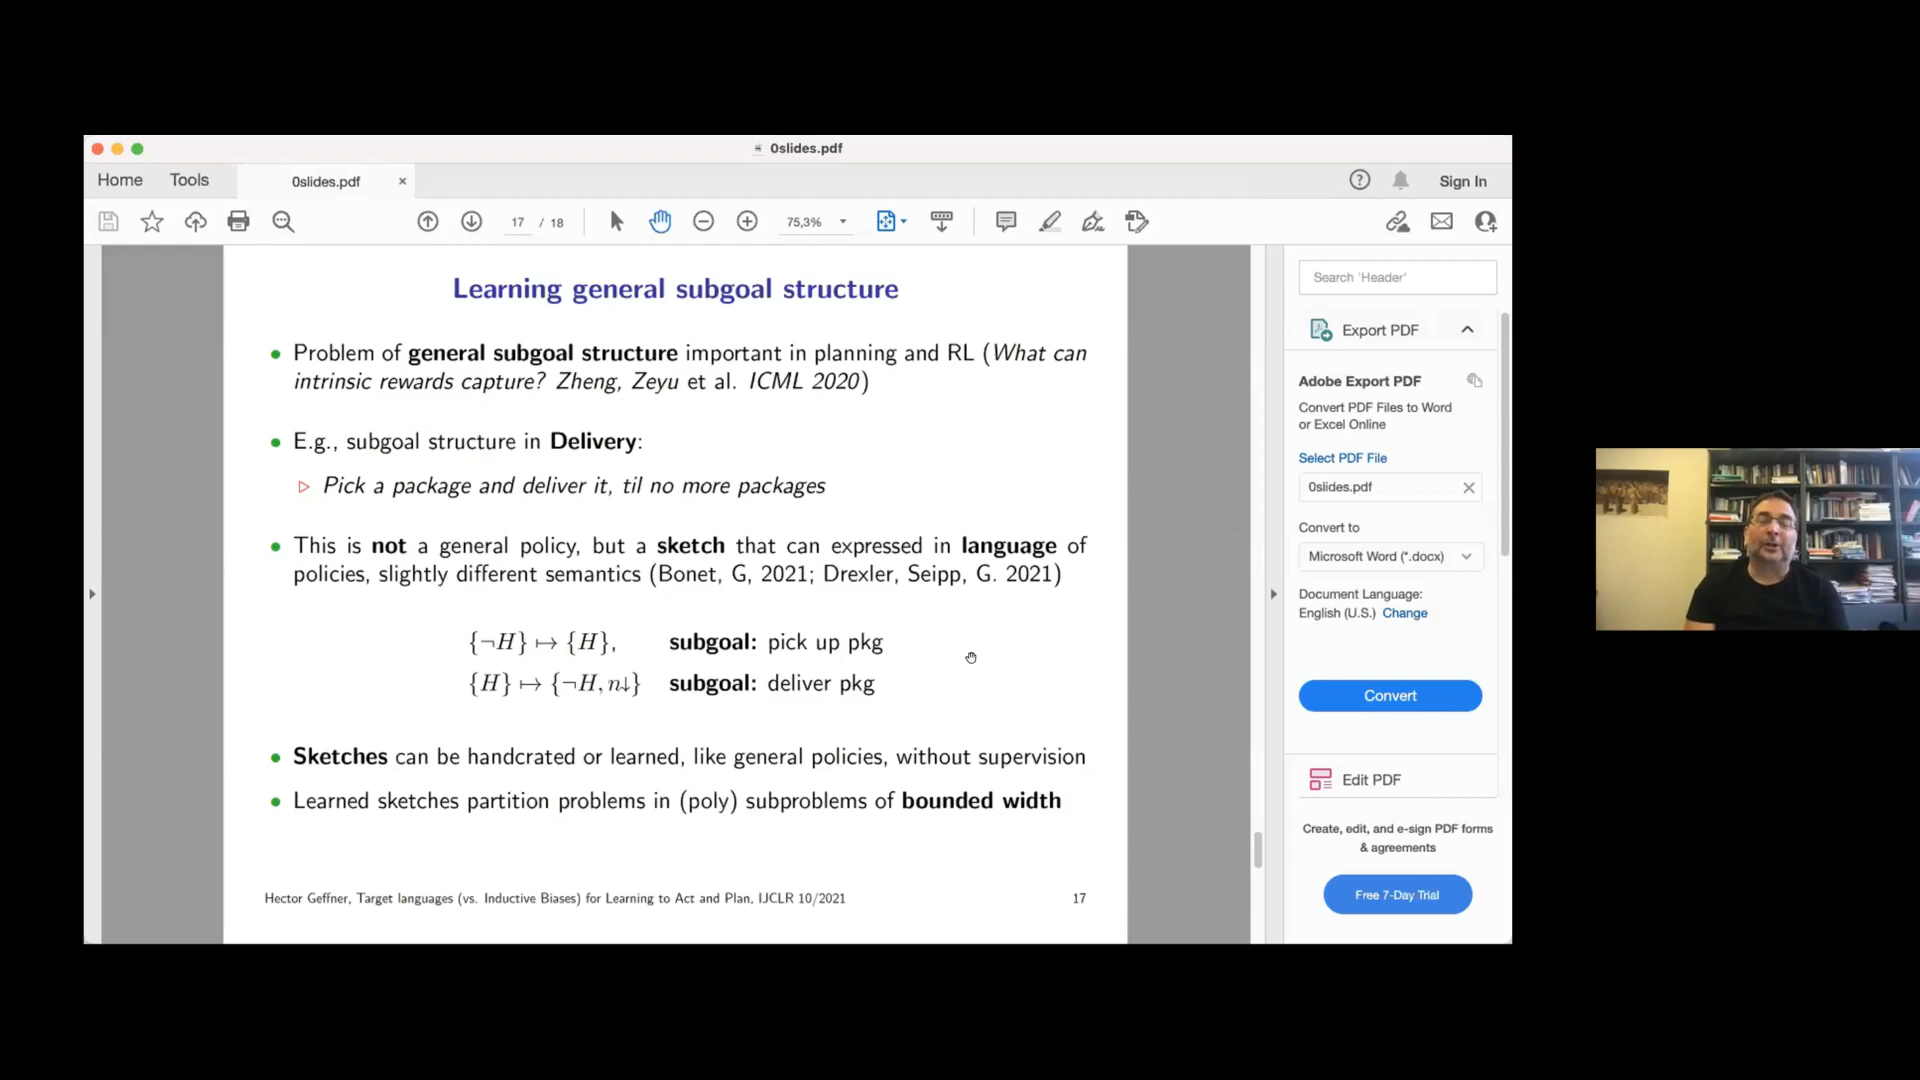 0slides.pdf
Home
Tools
0slides.pdf
Sign In
17 / 18
75,3%
Learning general subgoal structure
Problem of general subgoal structure important in planning and RL (What can
intrinsic rewards capture? Zheng, Zeyu et al. ICML 2020)
E.g., subgoal structure in Delivery:
Pick a package and deliver it, til no more packages
This is not a general policy, but a sketch that can expressed in language of
policies, slightly different semantics (Bonet, G, 2021; Drexler, Seipp, G. 2021)
{¬H} ↦ {H}, subgoal: pick up pkg
{H} ↦ {¬H, n↓} subgoal: deliver pkg
Sketches can be handcrated or learned, like general policies, without supervision
Learned sketches partition problems in (poly) subproblems of bounded width
Hector Geffner, Target languages (vs. Inductive Biases) for Learning to Act and Plan, IJCLR 10/2021
17
Search 'Header'
Export PDF
Adobe Export PDF
Convert PDF Files to Word
or Excel Online
Select PDF File
0slides.pdf
Convert to
Microsoft Word (*.docx)
Document Language:
English (U.S.) Change
Convert
Edit PDF
Create, edit, and e-sign PDF forms
& agreements
Free 7-Day Trial